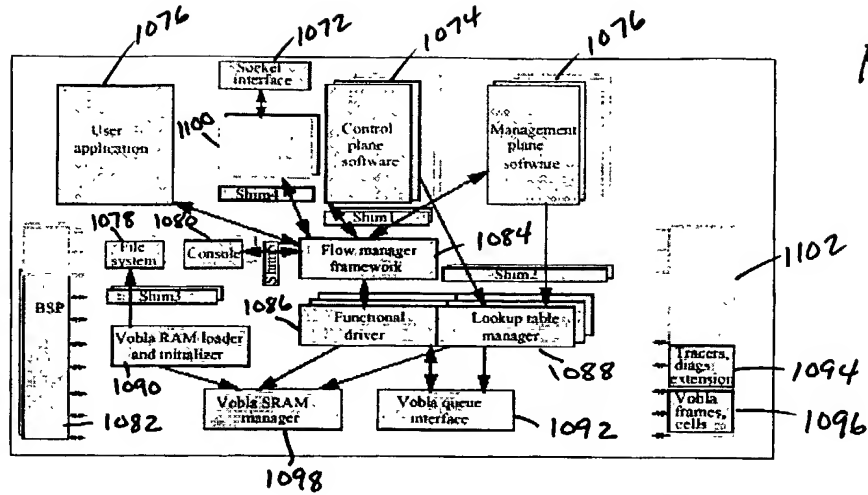 1076
1072
1074
1076
Socket
interface
User
application
1100
Control
plane
software
Management
plane
software
Shim4
Shim
1078
1080
1084
File
system
Console
Flow manager
framework
Shim2
1102
BSP
Shim3
1086
Functional
driver
Lookup table
manager
Vobla RAM loader
and initializer
1090
1088
Tracers,
diags
extension
1094
1082
Vobla SRAM
manager
Vobla queue
interface
1092
Vobla
frames,
cells
1096
1098